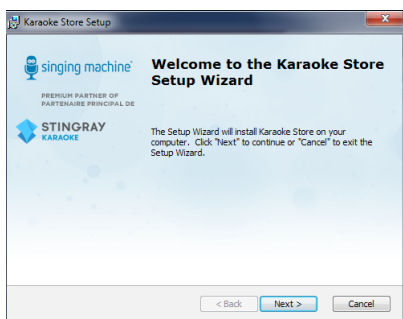 Karaoke Store Setup
singing machine®
PREMIUM PARTNER OF
PARTENAIRE PRINCIPAL DE
STINGRAY
KARAOKE
Welcome to the Karaoke Store
Setup Wizard
The Setup Wizard will install Karaoke Store on your
computer. Click "Next" to continue or "Cancel" to exit the
Setup Wizard.
< Back
Next >
Cancel